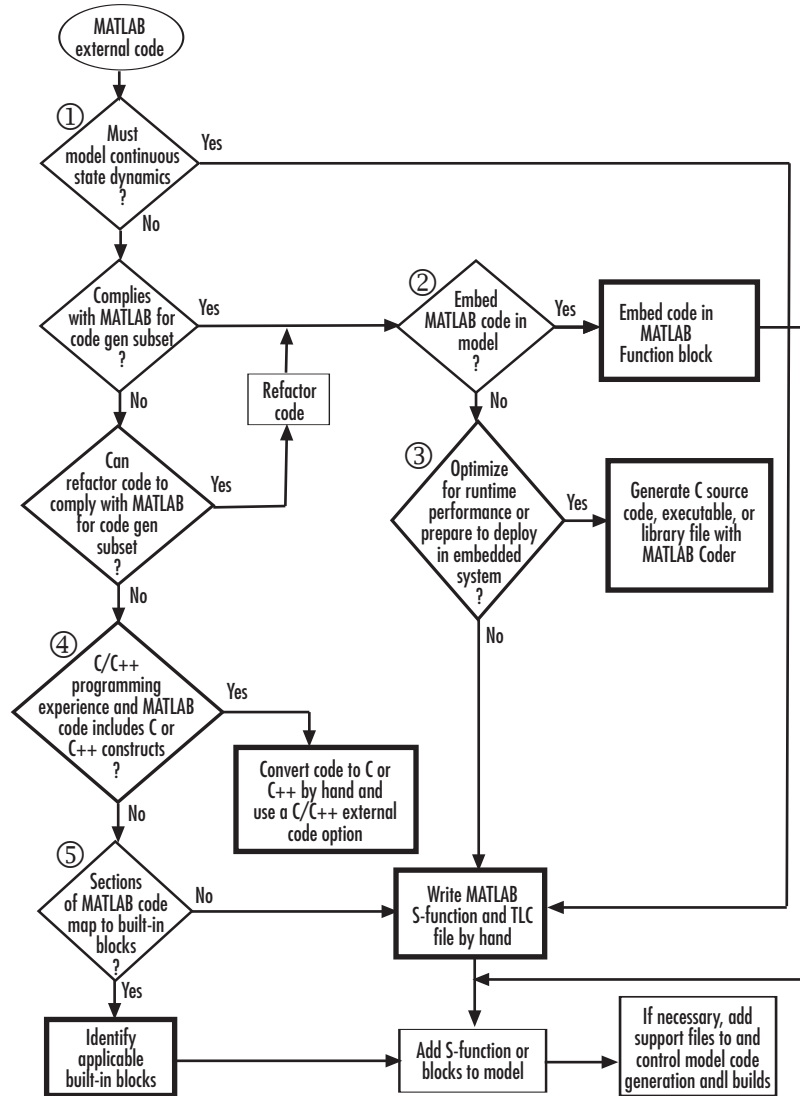 MATLAB
external code
①
Must
model continuous
state dynamics
?
Yes
No
Complies
with MATLAB for
code gen subset
?
Yes
No
②
Embed
MATLAB code in
model
?
Yes
No
Embed code in
MATLAB
Function block
Refactor
code
Can
refactor code to
comply with MATLAB
for code gen
subset
?
Yes
No
③
Optimize
for runtime
performance or
prepare to deploy
in embedded
system
?
Yes
No
Generate C source
code, executable, or
library file with
MATLAB Coder
④
C/C++
programming
experience and MATLAB
code includes C or
C++ constructs
?
Yes
No
Convert code to C or
C++ by hand and
use a C/C++ external
code option
⑤
Sections
of MATLAB code
map to built-in
blocks
?
No
Yes
Write MATLAB
S-function and TLC
file by hand
Identify
applicable
built-in blocks
Add S-function or
blocks to model
If necessary, add
support files to and
control model code
generation andl builds